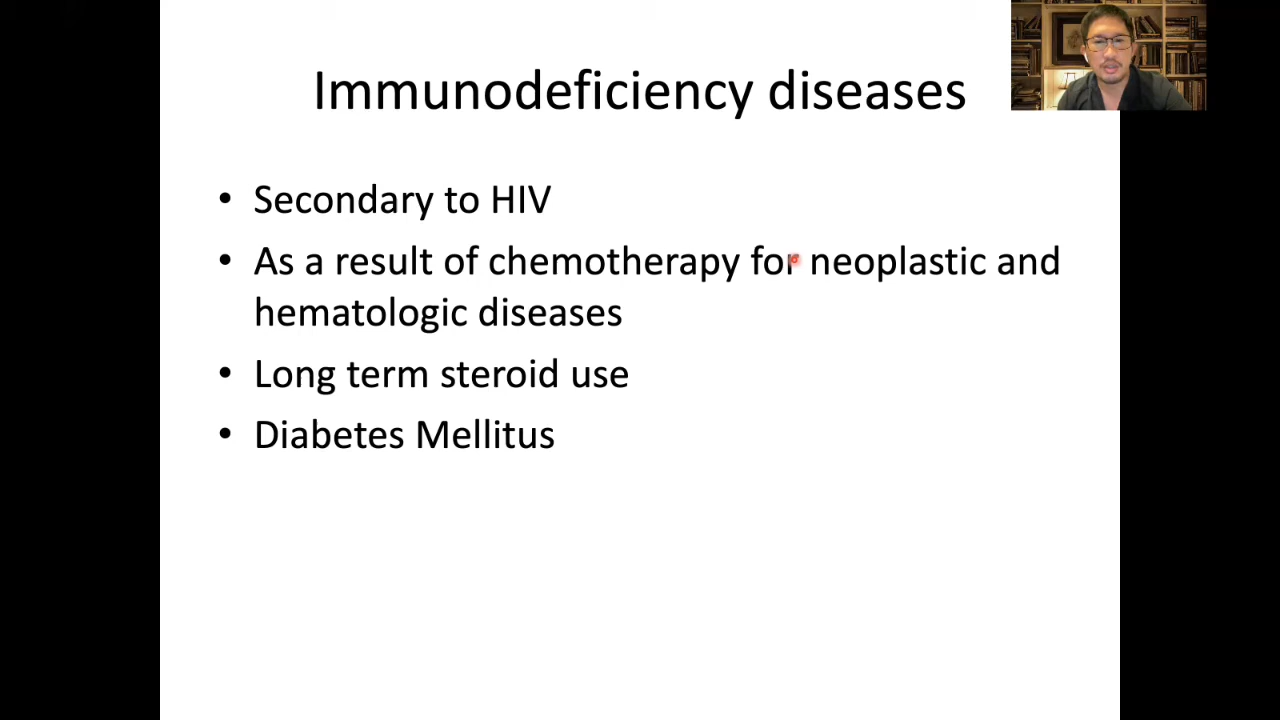 Immunodeficiency diseases
• Secondary to HIV
• As a result of chemotherapy for neoplastic and
hematologic diseases
• Long term steroid use
• Diabetes Mellitus